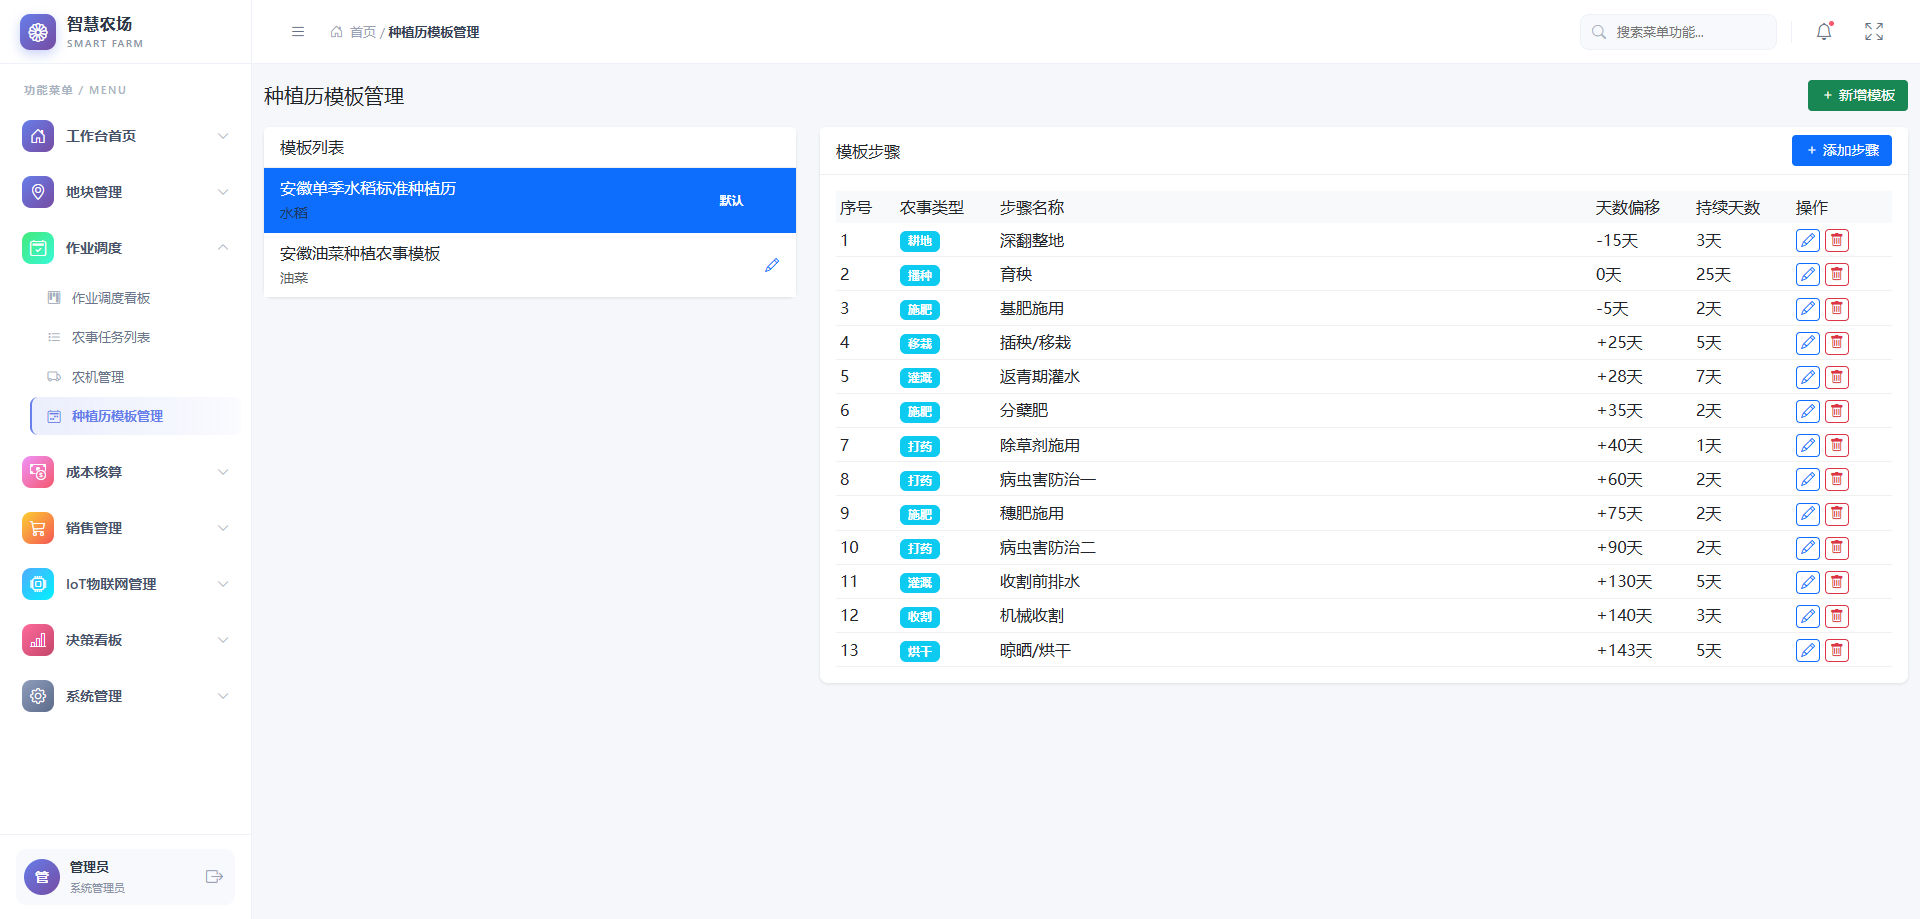 智慧农场
SMART FARM
首页 / 种植历模板管理
搜索菜单功能...
功能菜单 / MENU
工作台首页
地块管理
作业调度
作业调度看板
农事任务列表
农机管理
种植历模板管理
成本核算
销售管理
IoT物联网管理
决策看板
系统管理
管
管理员
系统管理员
种植历模板管理
+ 新增模板
模板列表
安徽单季水稻标准种植历
水稻
默认
安徽油菜种植农事模板
油菜
模板步骤
+ 添加步骤
序号 农事类型 步骤名称 天数偏移 持续天数 操作
1 耕地 深翻整地 -15天 3天
2 播种 育秧 0天 25天
3 施肥 基肥施用 -5天 2天
4 移栽 插秧/移栽 +25天 5天
5 灌溉 返青期灌水 +28天 7天
6 施肥 分蘖肥 +35天 2天
7 打药 除草剂施用 +40天 1天
8 打药 病虫害防治一 +60天 2天
9 施肥 穗肥施用 +75天 2天
10 打药 病虫害防治二 +90天 2天
11 灌溉 收割前排水 +130天 5天
12 收割 机械收割 +140天 3天
13 烘干 晾晒/烘干 +143天 5天